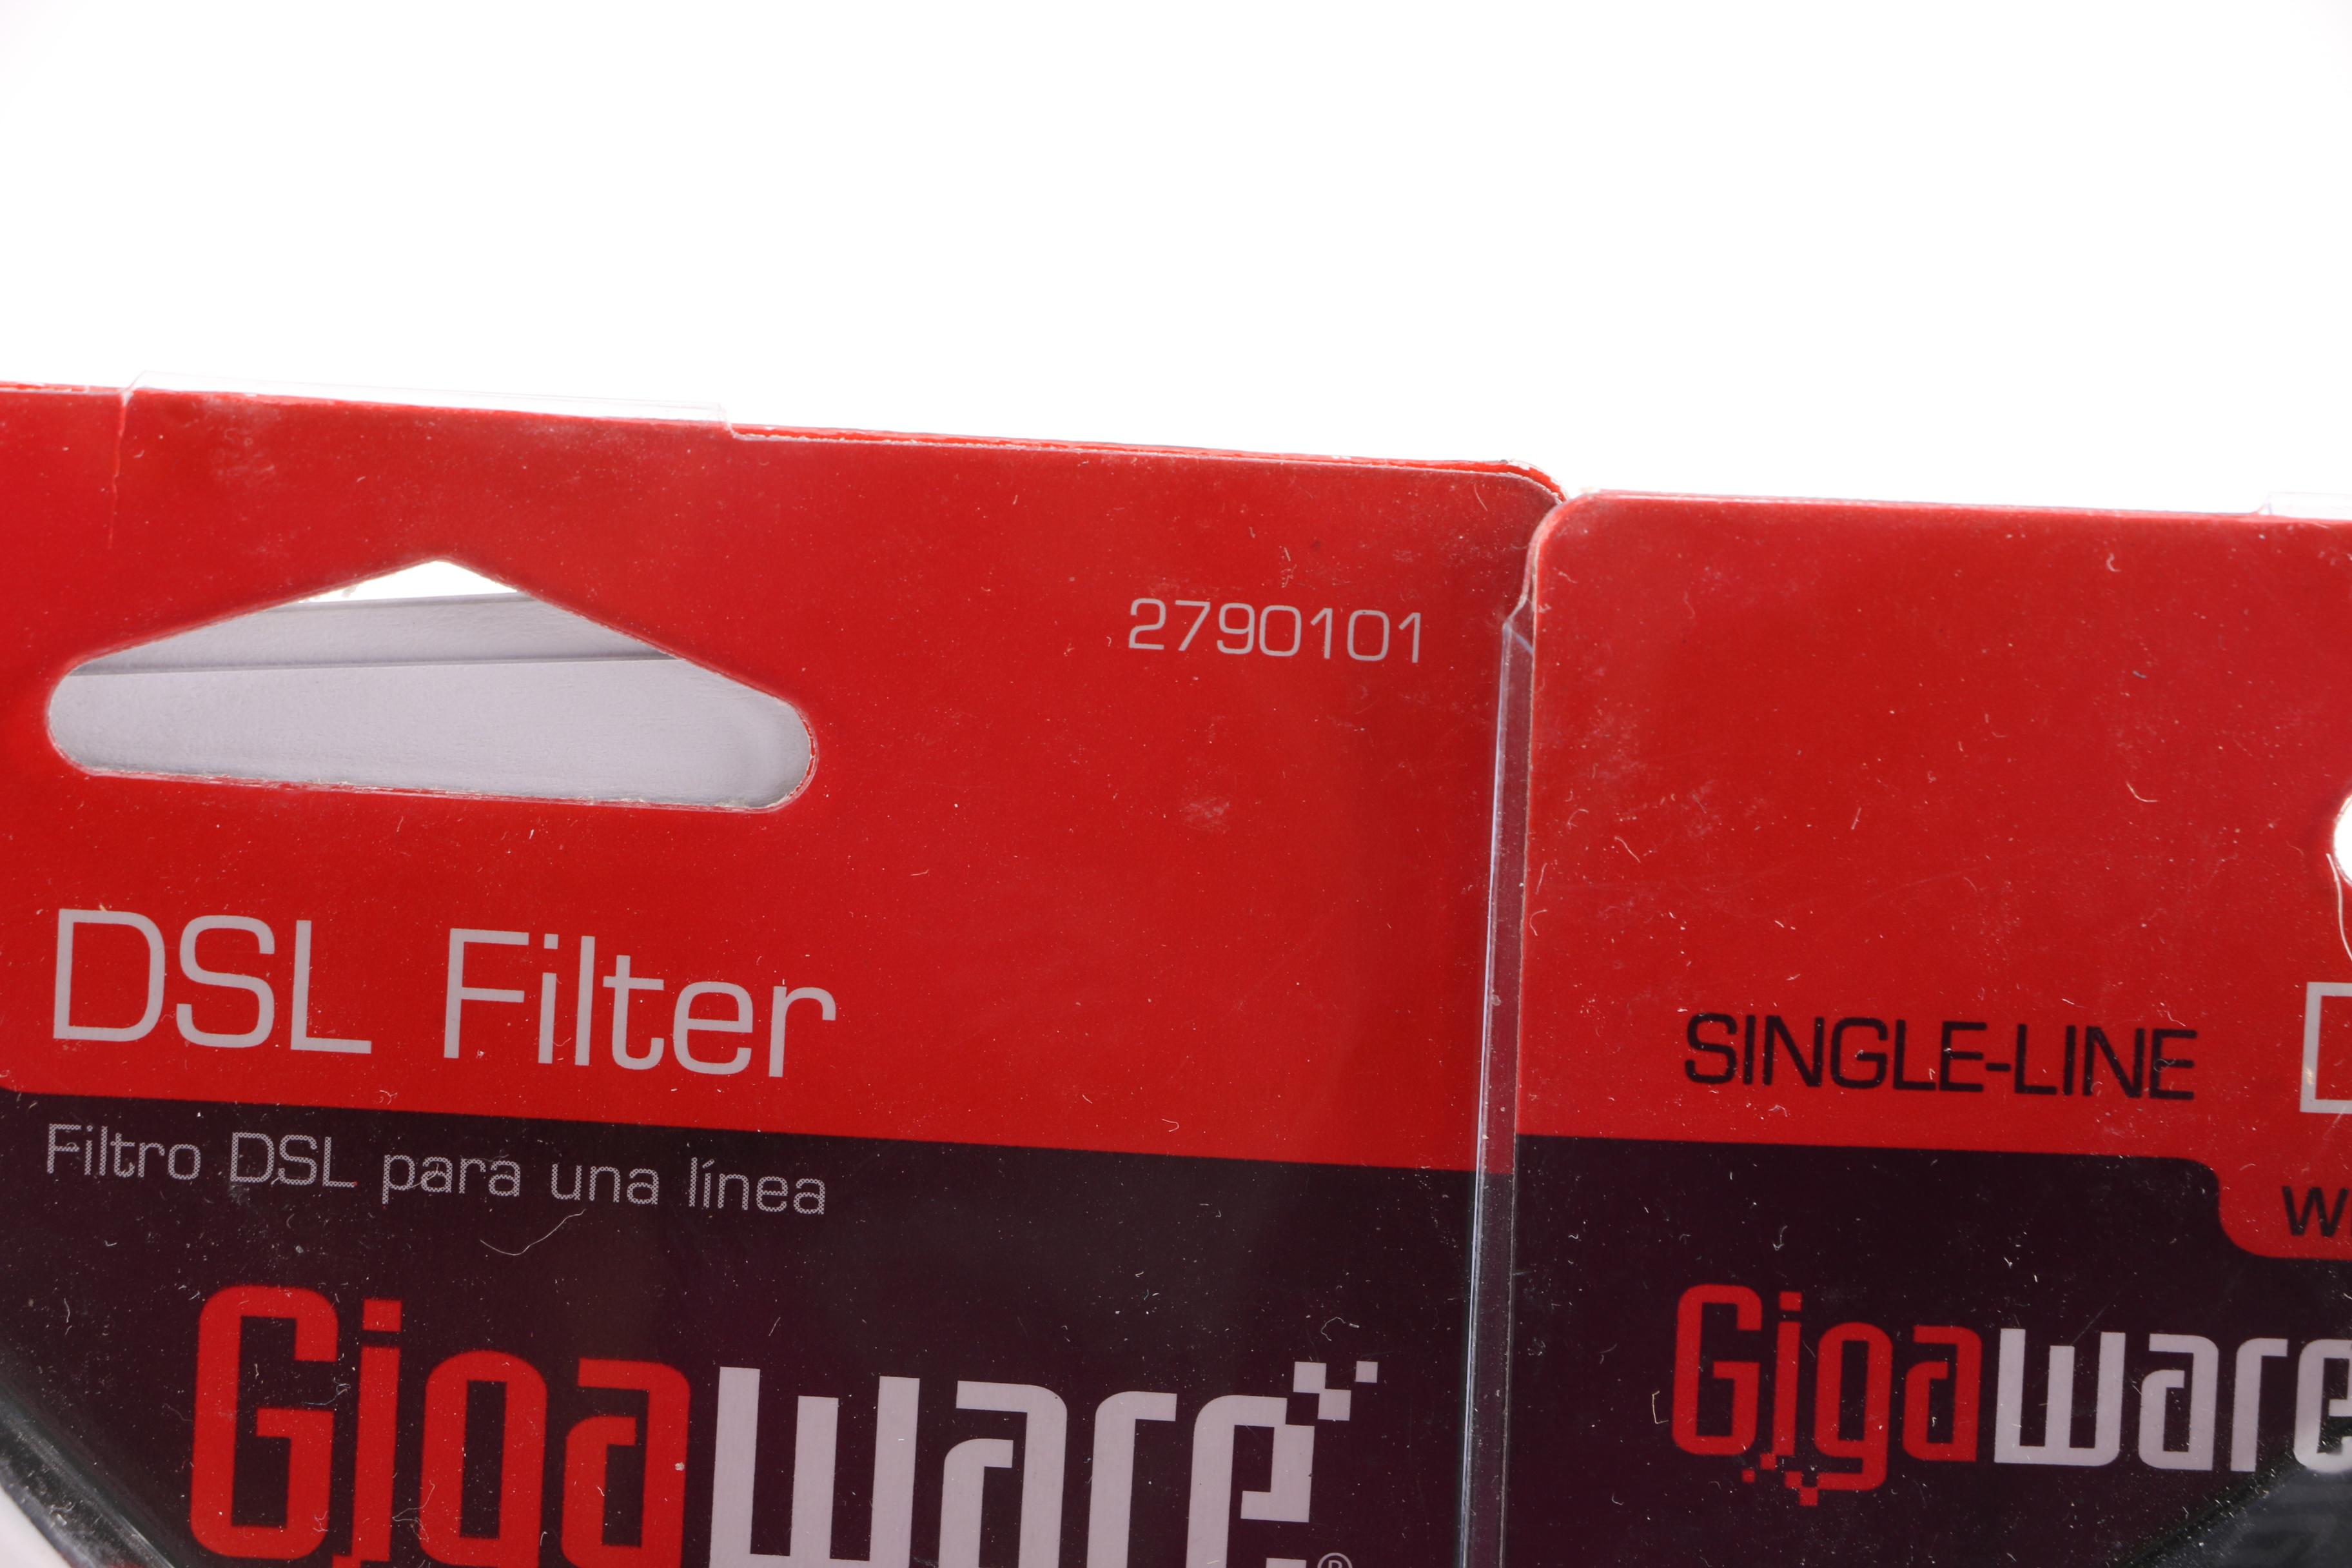 2790101
DSL Filter
Filtro DSL para una línea
Gigaware®
SINGLE-LINE
Gigaware